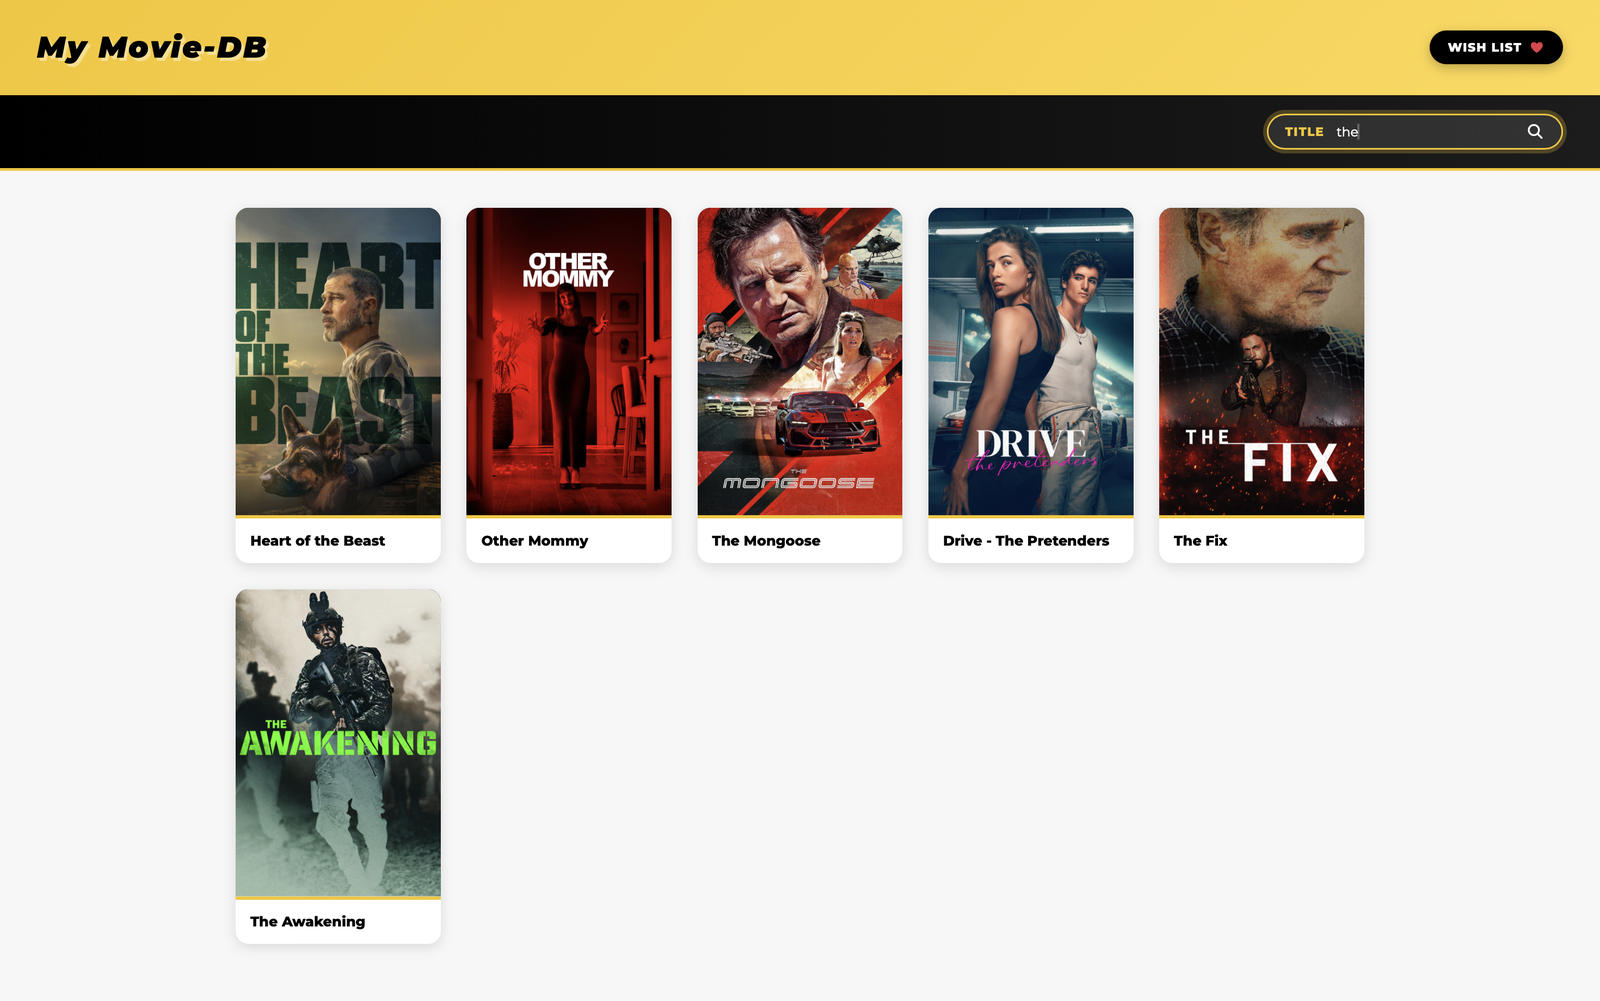 My Movie-DB
WISH LIST
TITLE the
HEART
OF
THE
BEAST
OTHER
MOMMY
THE
MONGOOSE
DRIVE
the pretenders
THE
FIX
Heart of the Beast
Other Mommy
The Mongoose
Drive - The Pretenders
The Fix
THE
AWAKENING
The Awakening